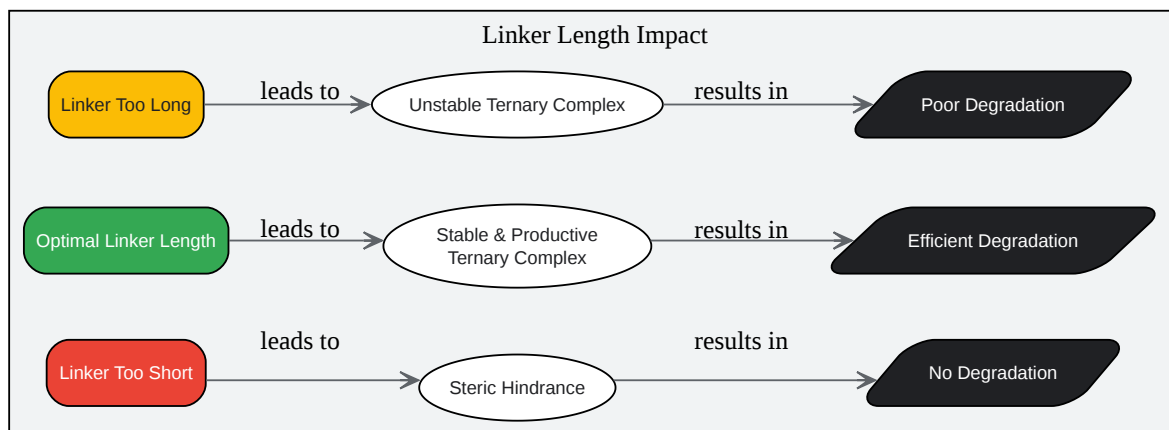 Linker Length Impact
Linker Too Long
leads to
Unstable Ternary Complex
results in
Poor Degradation
Optimal Linker Length
leads to
Stable & Productive
Ternary Complex
results in
Efficient Degradation
Linker Too Short
leads to
Steric Hindrance
results in
No Degradation